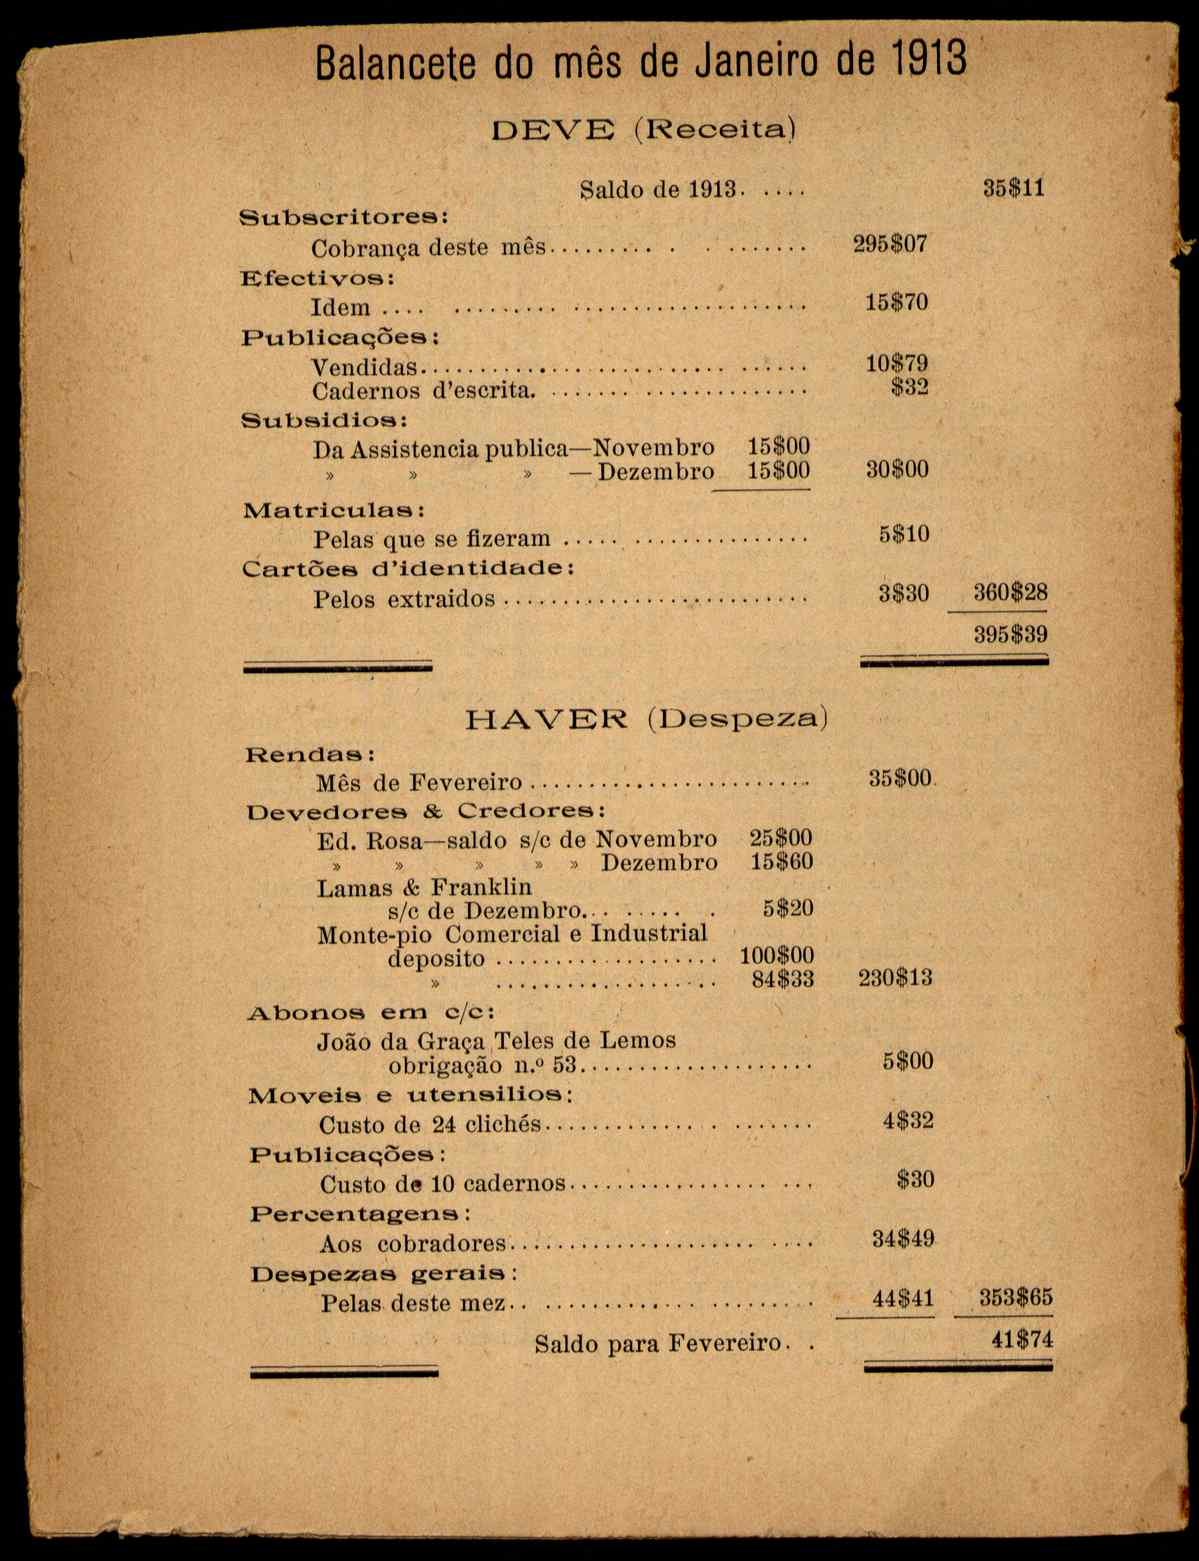 Balancete do mês de Janeiro de 1913
DEVE (Receita)
Saldo de 1913. .... 35$11
Subscritores:
Cobrança deste mês......... . . ....... 295$07
Efectivos:
Idem .... ......... .................... 15$70
Publicações:
Vendidas............................ ...... 10$79
Cadernos d'escrita. ....... ............... $32
Subsidios:
Da Assistencia publica—Novembro 15$00
» » » —Dezembro 15$00 30$00
Matriculas:
Pelas que se fizeram ..... ............... 5$10
Cartões d'identidade:
Pelos extraidos .......................... 3$30 360$28
395$39
HAVER (Despeza)
Rendas:
Mês de Fevereiro ........................ 35$00
Devedores & Credores:
Ed. Rosa—saldo s/c de Novembro 25$00
» » » » » Dezembro 15$60
Lamas & Franklin
s/c de Dezembro.. ...... . 5$20
Monte-pio Comercial e Industrial
deposito ................... 100$00
» ................... 84$33 230$13
Abonos em c/c:
João da Graça Teles de Lemos
obrigação n.º 53.................... 5$00
Moveis e utensilios:
Custo de 24 clichés............... . ....... 4$32
Publicações:
Custo de 10 cadernos................. ... $30
Percentagens:
Aos cobradores...................... .... 34$49
Despezas gerais:
Pelas deste mez.. ............... ......... 44$41 353$65
Saldo para Fevereiro. . 41$74